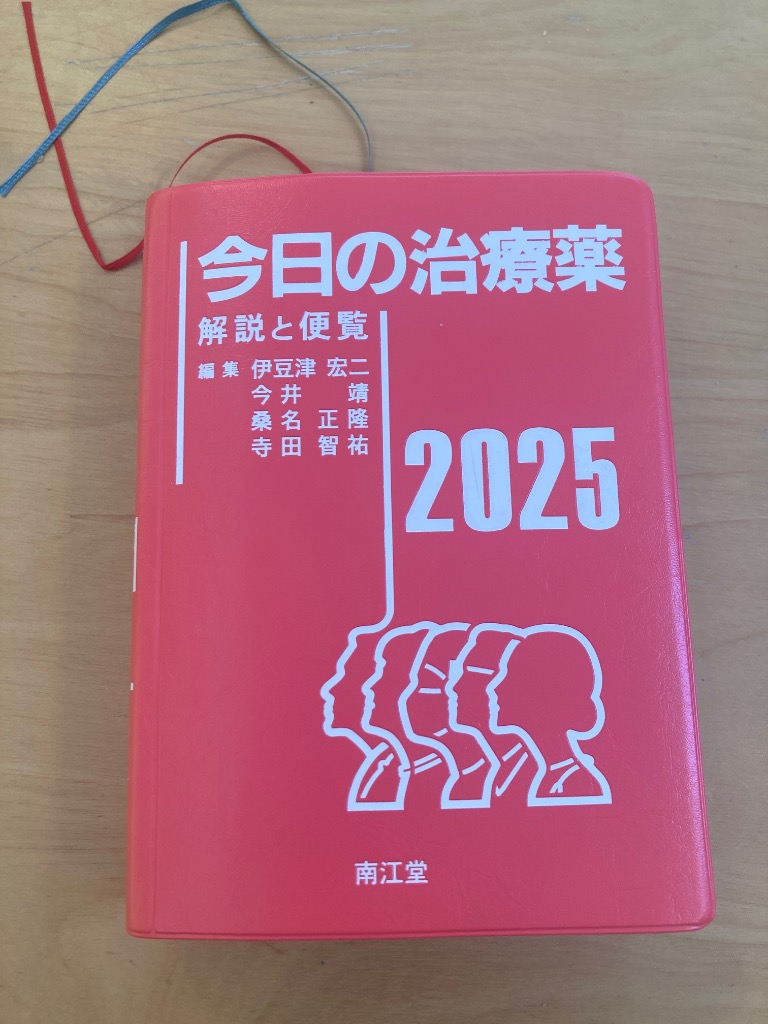 今日の治療薬
解説と便覧
編集 伊豆津 宏二
今井 靖
桑名 正隆
寺田 智祐
2025
南江堂